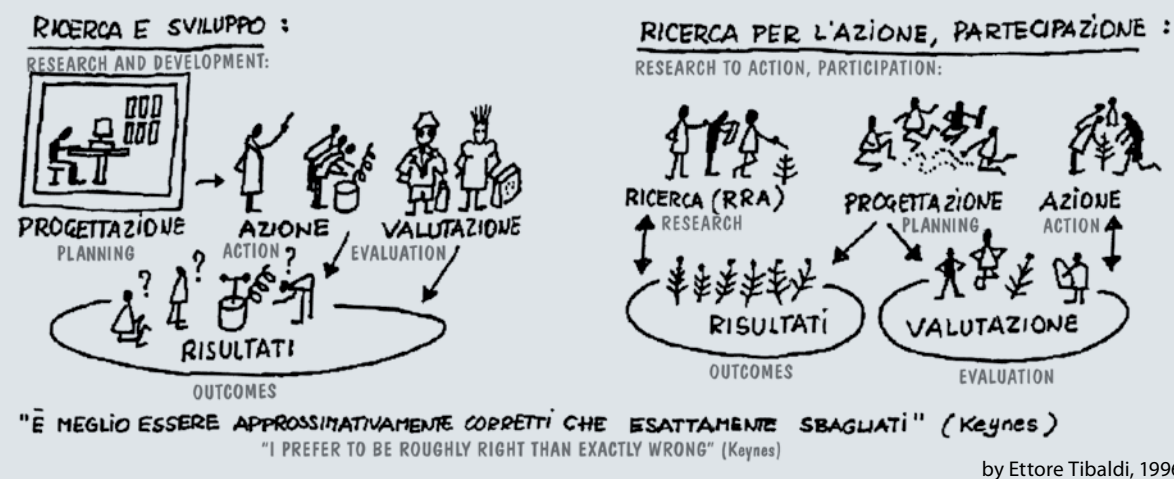 RICERCA E SVILUPPO :
RESEARCH AND DEVELOPMENT:
PROGETTAZIONE
PLANNING
AZIONE
ACTION
VALUTAZIONE
EVALUATION
? ? ?
RISULTATI
OUTCOMES
RICERCA PER L'AZIONE, PARTECIPAZIONE :
RESEARCH TO ACTION, PARTICIPATION:
RICERCA (RRA)
RESEARCH
PROGETTAZIONE
PLANNING
AZIONE
ACTION
RISULTATI
OUTCOMES
VALUTAZIONE
EVALUATION
"È MEGLIO ESSERE APPROSSIMATIVAMENTE CORRETTI CHE ESATTAMENTE SBAGLIATI" (Keynes)
"I PREFER TO BE ROUGHLY RIGHT THAN EXACTLY WRONG" (Keynes)
by Ettore Tibaldi, 1996